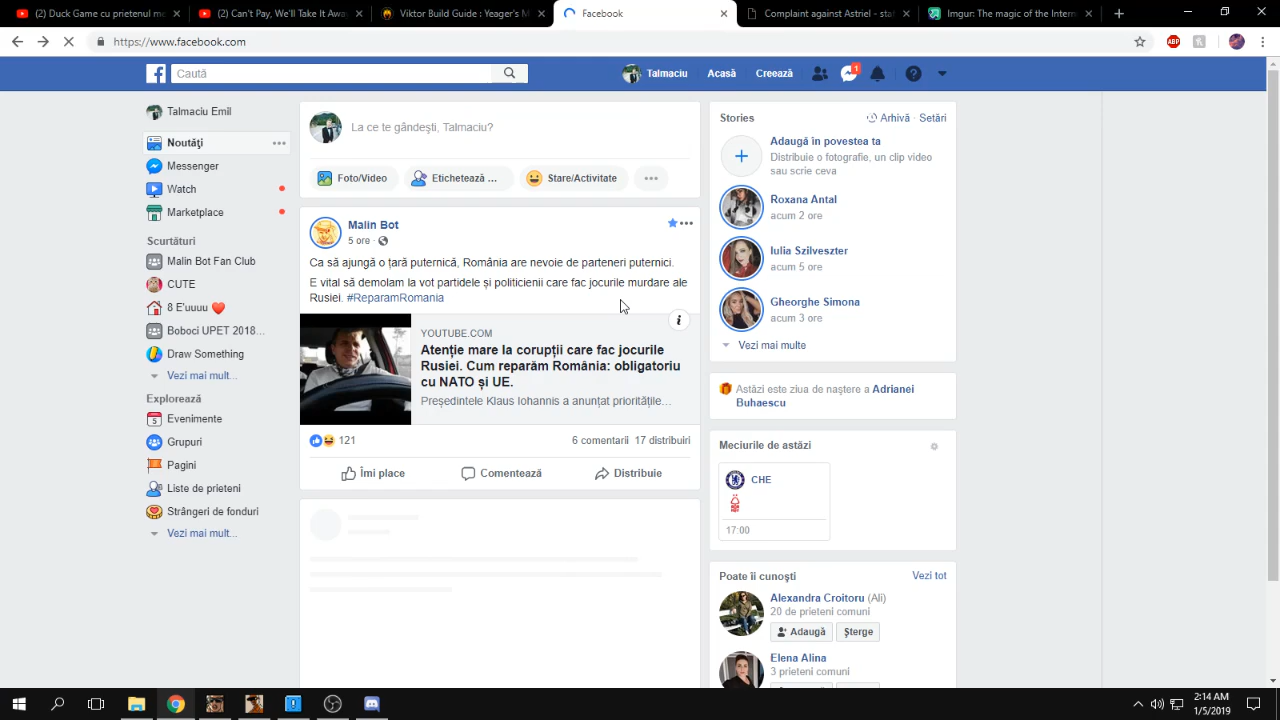 (2) Duck Game cu prietenul m
(2) Can't Pay, We'll Take It Awa
Viktor Build Guide : Yeager's M
Facebook
Complaint against Astriel - stal
Imgur: The magic of the Intern
https://www.facebook.com
ABP
Caută
Talmaciu
Acasă
Creează
1
Talmaciu Emil
Noutăți
Messenger
Watch
Marketplace
Scurtături
Malin Bot Fan Club
CUTE
8 E'uuuu
Boboci UPET 2018...
Draw Something
Vezi mai mult...
Explorează
Evenimente
Grupuri
Pagini
Liste de prieteni
Strângeri de fonduri
Vezi mai mult...
La ce te gândești, Talmaciu?
Foto/Video
Etichetează ...
Stare/Activitate
Malin Bot
5 ore
Ca să ajungă o țară puternică, România are nevoie de parteneri puternici.
E vital să demolam la vot partidele și politicienii care fac jocurile murdare ale
Rusiei. #ReparamRomania
YOUTUBE.COM
Atenție mare la corupții care fac jocurile
Rusiei. Cum reparăm România: obligatoriu
cu NATO și UE.
Președintele Klaus Iohannis a anunțat prioritățile...
121
6 comentarii 17 distribuiri
Îmi place
Comentează
Distribuie
Stories
Arhivă · Setări
Adaugă în povestea ta
Distribuie o fotografie, un clip video
sau scrie ceva
Roxana Antal
acum 2 ore
Iulia Szilveszter
acum 5 ore
Gheorghe Simona
acum 3 ore
Vezi mai multe
Astăzi este ziua de naștere a Adrianei
Buhaescu
Meciurile de astăzi
CHE
17:00
Poate îi cunoști
Vezi tot
Alexandra Croitoru (Ali)
20 de prieteni comuni
Adaugă
Șterge
Elena Alina
3 prieteni comuni
2:14 AM
1/5/2019